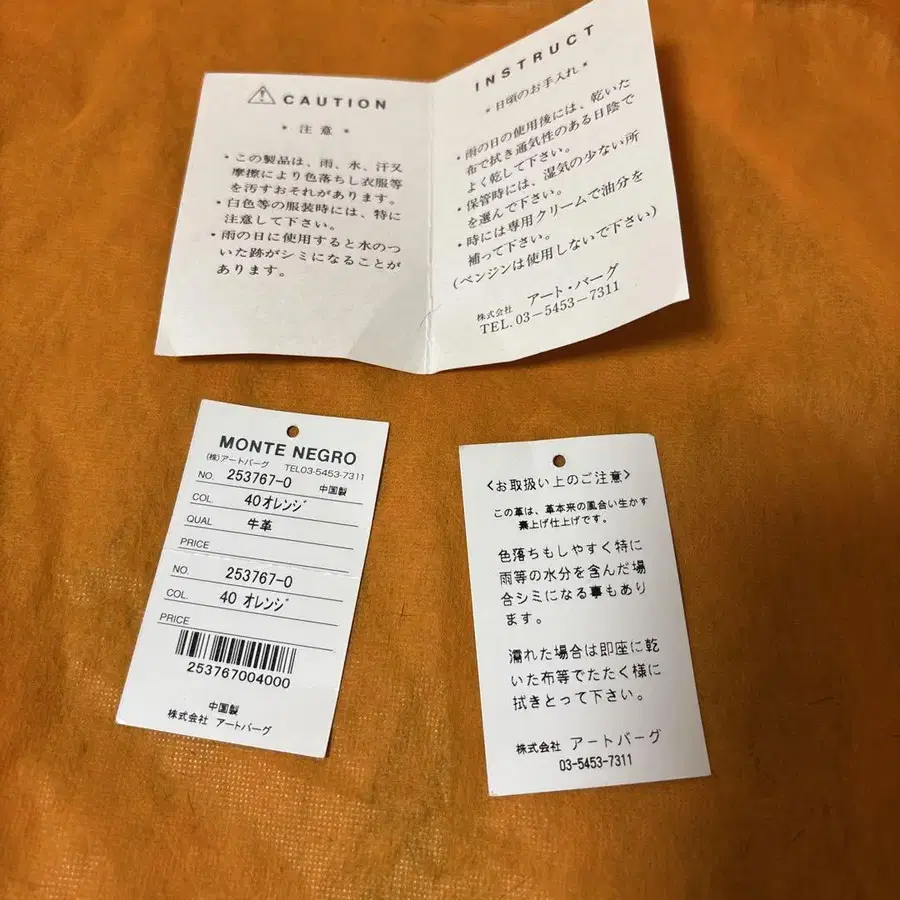 ⚠ CAUTION
* 注意 *
・この製品は、雨、水、汗又
摩擦により色落ちし衣服等
を汚すおそれがあります。
・白色等の服装時には、特に
注意して下さい。
・雨の日に使用すると水のつ
いた跡がシミになることが
あります。
INSTRUCT
* 日頃のお手入れ *
・雨の日の使用後には、乾いた
布で拭き通気性のある日陰で
よく乾して下さい。
・保管時には、湿気の少ない所
を選んで下さい。
・時には専用クリームで油分を
補って下さい。
(ベンジンは使用しないで下さい)
株式会社 アート・バーグ
TEL.03-5453-7311
MONTE NEGRO
(株)アートバーグ TEL03-5453-7311
NO. 253767-0 中国製
COL. 40オレンジ
QUAL 牛革
PRICE
NO. 253767-0
COL. 40 オレンジ
PRICE
253767004000
中国製
株式会社 アートバーグ
<お取扱い上のご注意>
この革は、革本来の風合い生かす
素上げ仕上げです。
色落ちもしやすく特に
雨等の水分を含んだ場
合シミになる事もあり
ます。
濡れた場合は即座に乾
いた布等でたたく様に
拭きとって下さい。
株式会社 アートバーグ
03-5453-7311